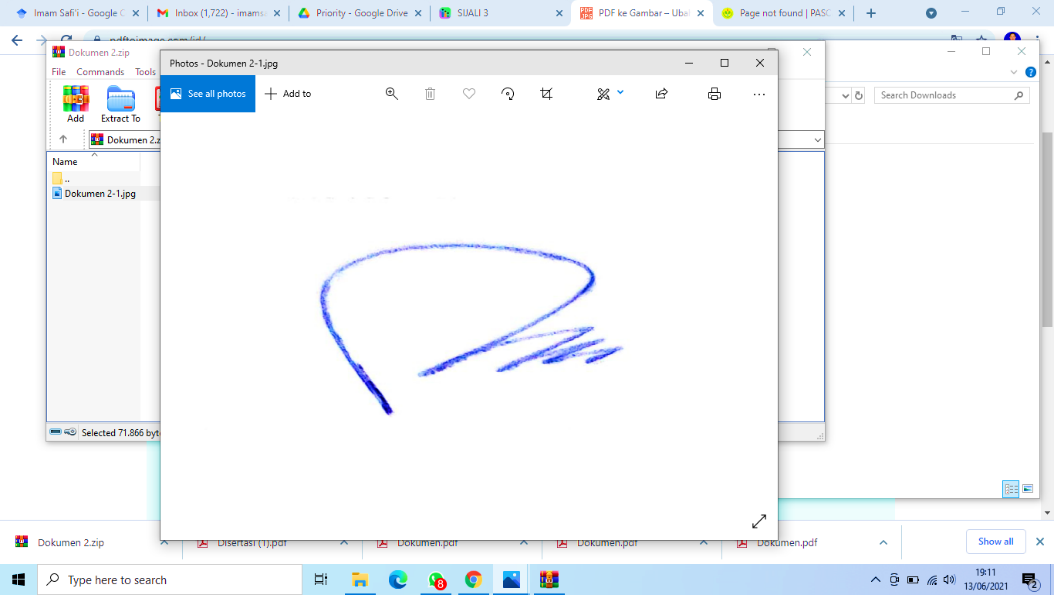 Imam Safi'i - Google C
Inbox (1,722) - imamsa
Priority - Google Drive
SIJALI 3
PDF ke Gambar – Ubal
Page not found | PASC
Dokumen 2.zip
Photos - Dokumen 2-1.jpg
File Commands Tools
See all photos
Add to
Search Downloads
Add
Extract To
Dokumen 2.z
Name
..
Dokumen 2-1.jpg
Selected 71.866 byt
Dokumen 2.zip
Disertasi (1).pdf
Dokumen.pdf
Dokumen.pdf
Dokumen.pdf
Show all
Type here to search
8
19:11
13/06/2021
2